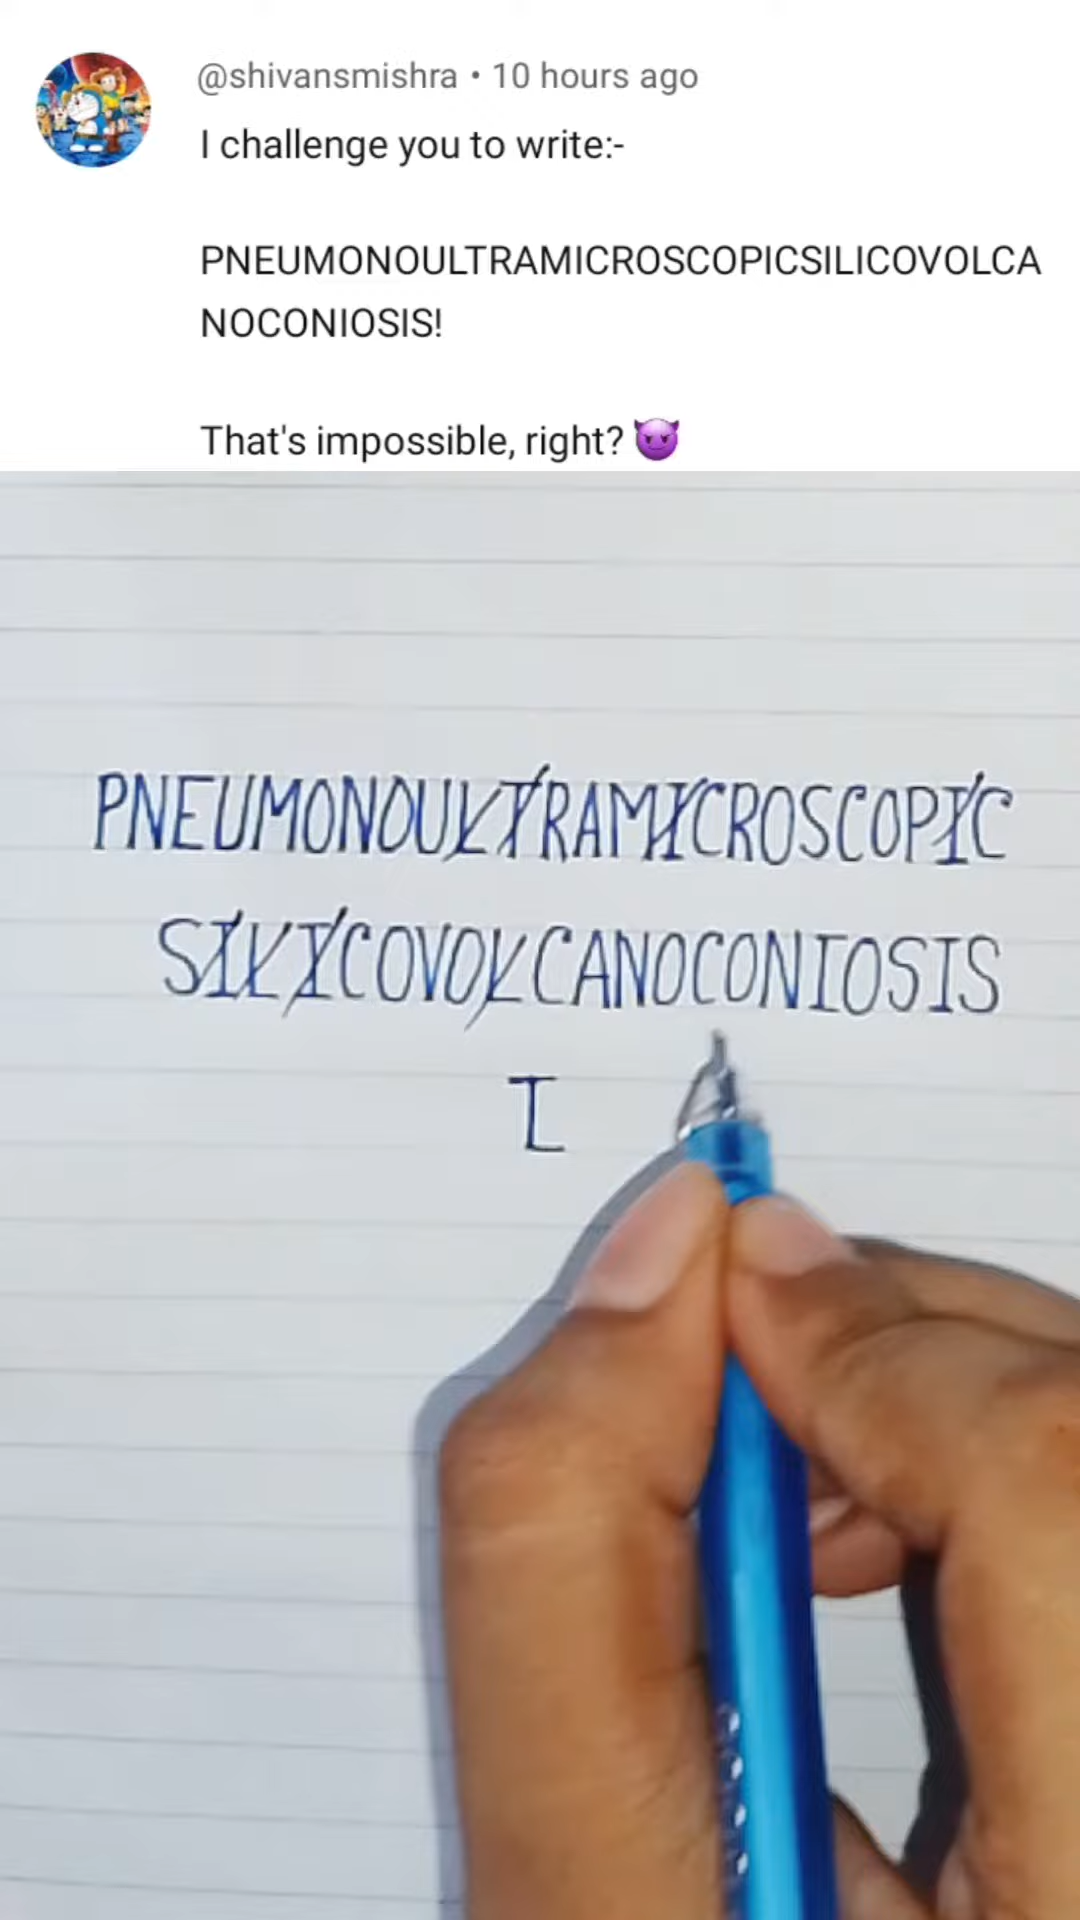 @shivansmishra • 10 hours ago
I challenge you to write:-
PNEUMONOULTRAMICROSCOPICSILICOVOLCA
NOCONIOSIS!
That's impossible, right? 😈
PNEUMONOULTRAMICROSCOPIC
SILICOVOLCANOCONIOSIS
I